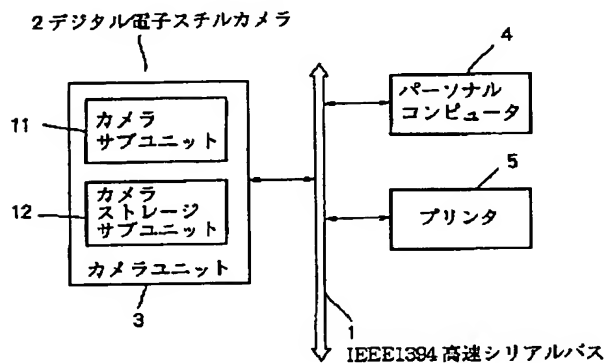 2デジタル電子スチルカメラ
11
カメラ
サブユニット
12
カメラ
ストレージ
サブユニット
カメラユニット
3
4
パーソナル
コンピュータ
5
プリンタ
1
IEEE1394高速シリアルバス